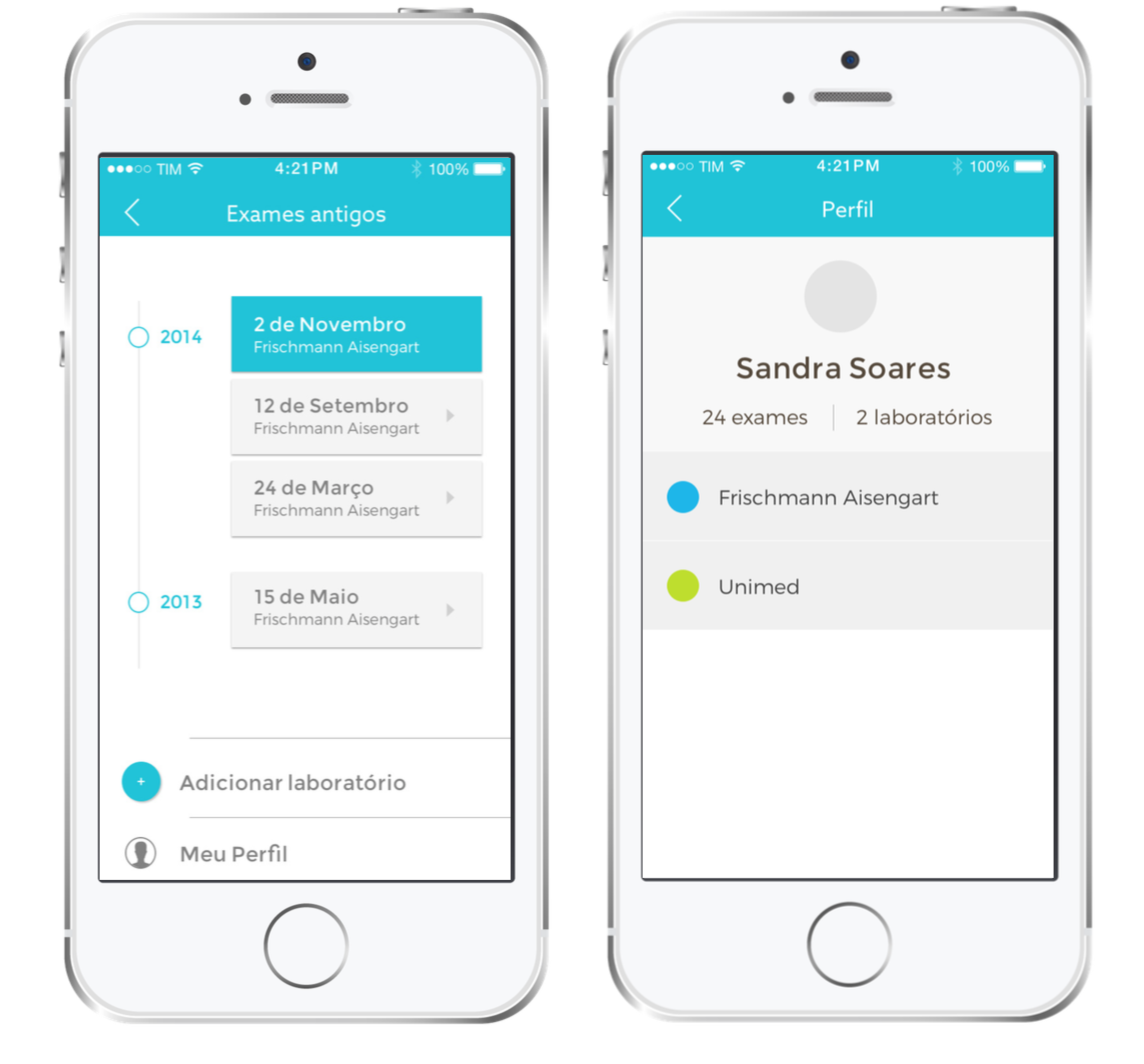 TIM 4:21PM 100%
Exames antigos
2014
2 de Novembro
Frischmann Aisengart
12 de Setembro
Frischmann Aisengart
24 de Março
Frischmann Aisengart
2013
15 de Maio
Frischmann Aisengart
+ Adicionar laboratório
Meu Perfil
TIM 4:21PM 100%
Perfil
Sandra Soares
24 exames 2 laboratórios
Frischmann Aisengart
Unimed